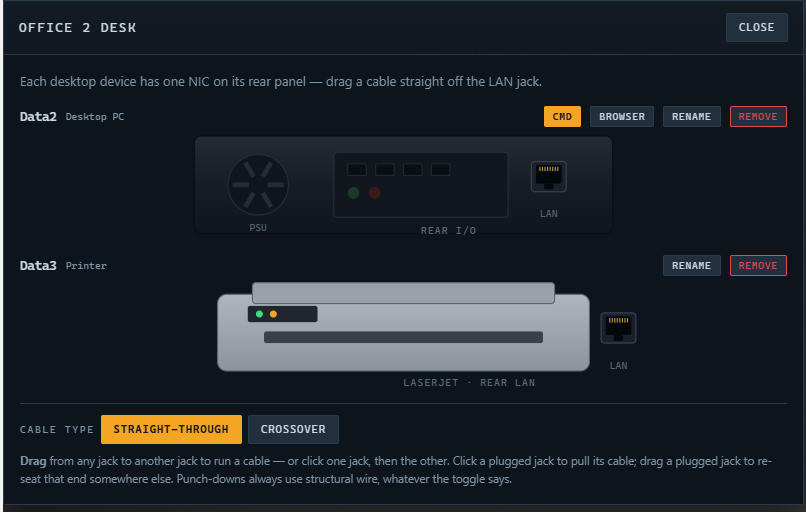 OFFICE 2 DESK
CLOSE
Each desktop device has one NIC on its rear panel — drag a cable straight off the LAN jack.
Data2 Desktop PC
CMD BROWSER RENAME REMOVE
LAN
PSU
REAR I/O
Data3 Printer
RENAME REMOVE
LAN
LASERJET · REAR LAN
CABLE TYPE STRAIGHT-THROUGH CROSSOVER
Drag from any jack to another jack to run a cable — or click one jack, then the other. Click a plugged jack to pull its cable; drag a plugged jack to re-
seat that end somewhere else. Punch-downs always use structural wire, whatever the toggle says.